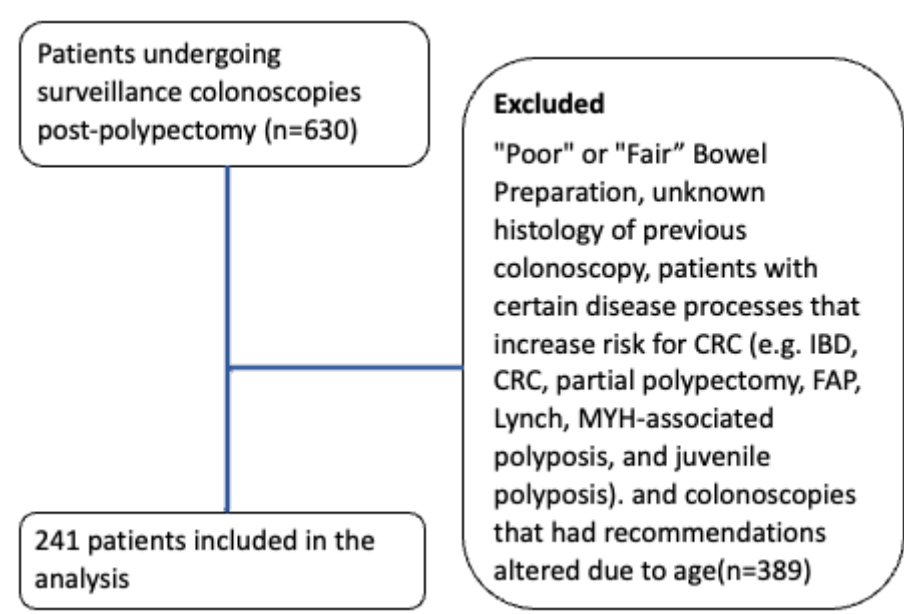 Patients undergoing
surveillance colonoscopies
post-polypectomy (n=630)
Excluded
"Poor" or "Fair” Bowel
Preparation, unknown
histology of previous
colonoscopy, patients with
certain disease processes that
increase risk for CRC (e.g. IBD,
CRC, partial polypectomy, FAP,
Lynch, MYH-associated
polyposis, and juvenile
polyposis). and colonoscopies
that had recommendations
altered due to age(n=389)
241 patients included in the
analysis